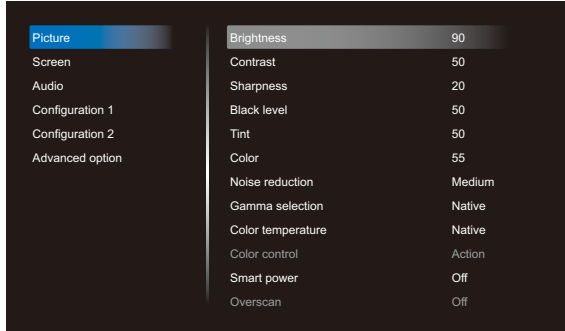 Picture
Screen
Audio
Configuration 1
Configuration 2
Advanced option
Brightness 90
Contrast 50
Sharpness 20
Black level 50
Tint 50
Color 55
Noise reduction Medium
Gamma selection Native
Color temperature Native
Color control Action
Smart power Off
Overscan Off